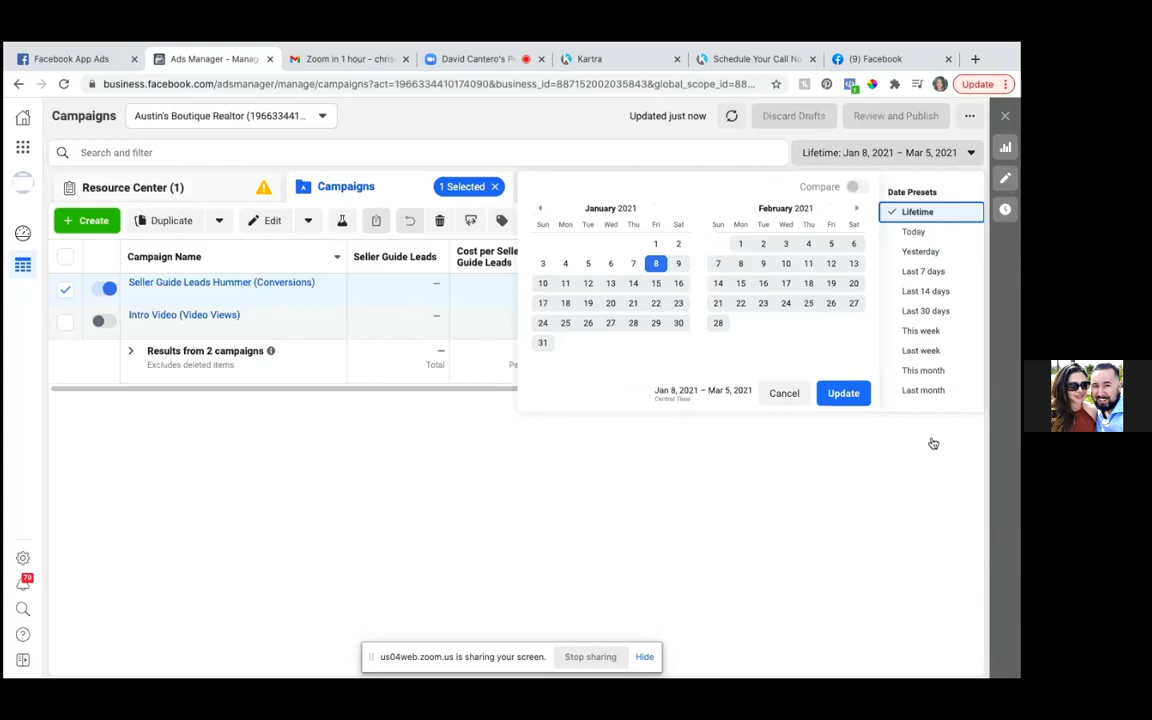 Facebook App Ads
Ads Manager - Manag
Zoom in 1 hour - chris
David Cantero's P
Kartra
Schedule Your Call No
(9) Facebook
business.facebook.com/adsmanager/manage/campaigns?act=1966334410174090&business_id=887152002035843&global_scope_id=88...
Update
Campaigns
Austin's Boutique Realtor (196633441...
Updated just now
Discard Drafts
Review and Publish
Search and filter
Lifetime: Jan 8, 2021 – Mar 5, 2021
Resource Center (1)
Campaigns
1 Selected
Compare
Date Presets
+ Create
Duplicate
Edit
January 2021
February 2021
Sun Mon Tue Wed Thu Fri Sat
Sun Mon Tue Wed Thu Fri Sat
1 2
1 2 3 4 5 6
3 4 5 6 7 8 9
7 8 9 10 11 12 13
10 11 12 13 14 15 16
14 15 16 17 18 19 20
17 18 19 20 21 22 23
21 22 23 24 25 26 27
24 25 26 27 28 29 30
28
31
Lifetime
Today
Yesterday
Last 7 days
Last 14 days
Last 30 days
This week
Last week
This month
Last month
Campaign Name
Seller Guide Leads
Cost per Selle
Guide Leads
Seller Guide Leads Hummer (Conversions)
—
Intro Video (Video Views)
—
Results from 2 campaigns
—
Excludes deleted items
Total
Pe
Jan 8, 2021 – Mar 5, 2021
Central Time
Cancel
Update
70
us04web.zoom.us is sharing your screen.
Stop sharing
Hide